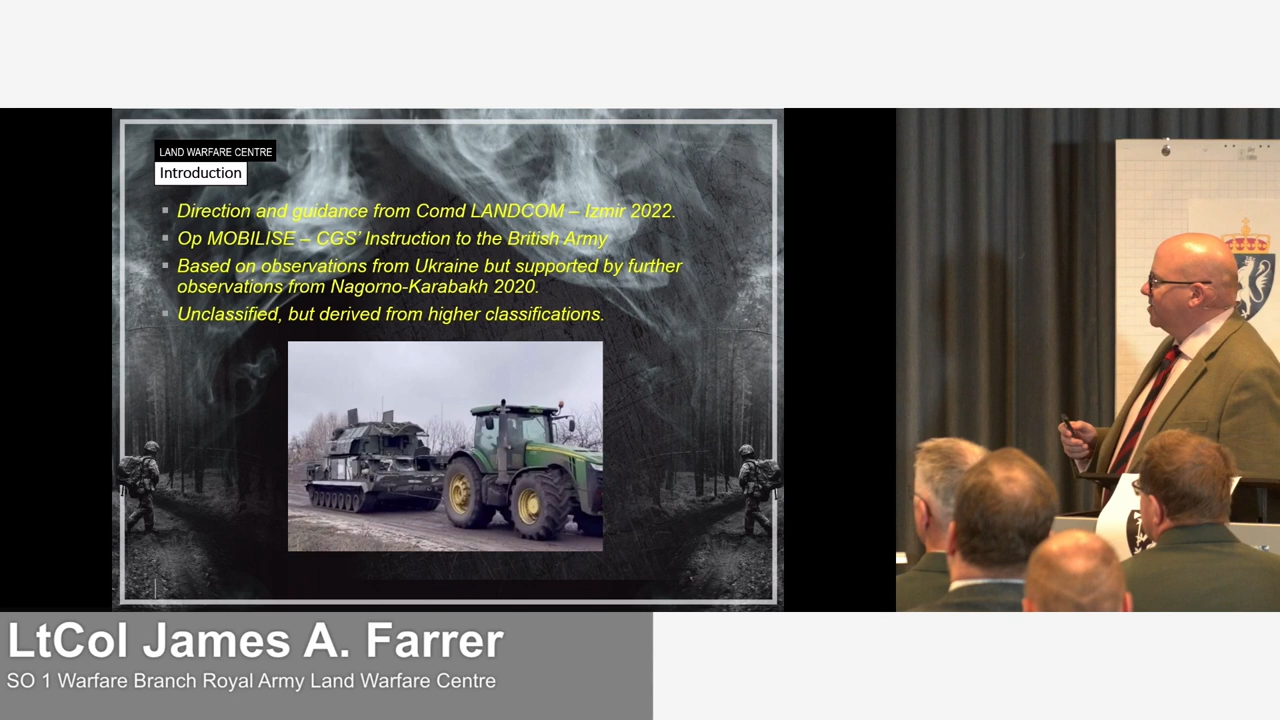 LAND WARFARE CENTRE
Introduction
Direction and guidance from Comd LANDCOM – Izmir 2022.
Op MOBILISE – CGS' Instruction to the British Army
Based on observations from Ukraine but supported by further
observations from Nagorno-Karabakh 2020.
Unclassified, but derived from higher classifications.
LtCol James A. Farrer
SO 1 Warfare Branch Royal Army Land Warfare Centre